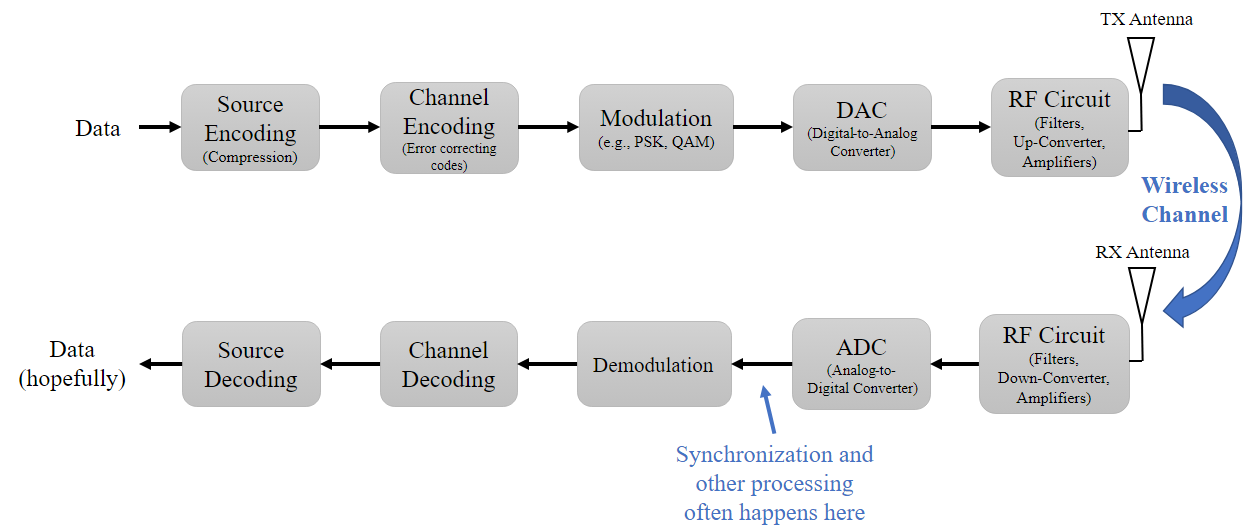 TX Antenna
Data
Source
Encoding
(Compression)
Channel
Encoding
(Error correcting
codes)
Modulation
(e.g., PSK, QAM)
DAC
(Digital-to-Analog
Converter)
RF Circuit
(Filters,
Up-Converter,
Amplifiers)
Wireless
Channel
RX Antenna
Data
(hopefully)
Source
Decoding
Channel
Decoding
Demodulation
ADC
(Analog-to-
Digital Converter)
RF Circuit
(Filters,
Down-Converter,
Amplifiers)
Synchronization and
other processing
often happens here